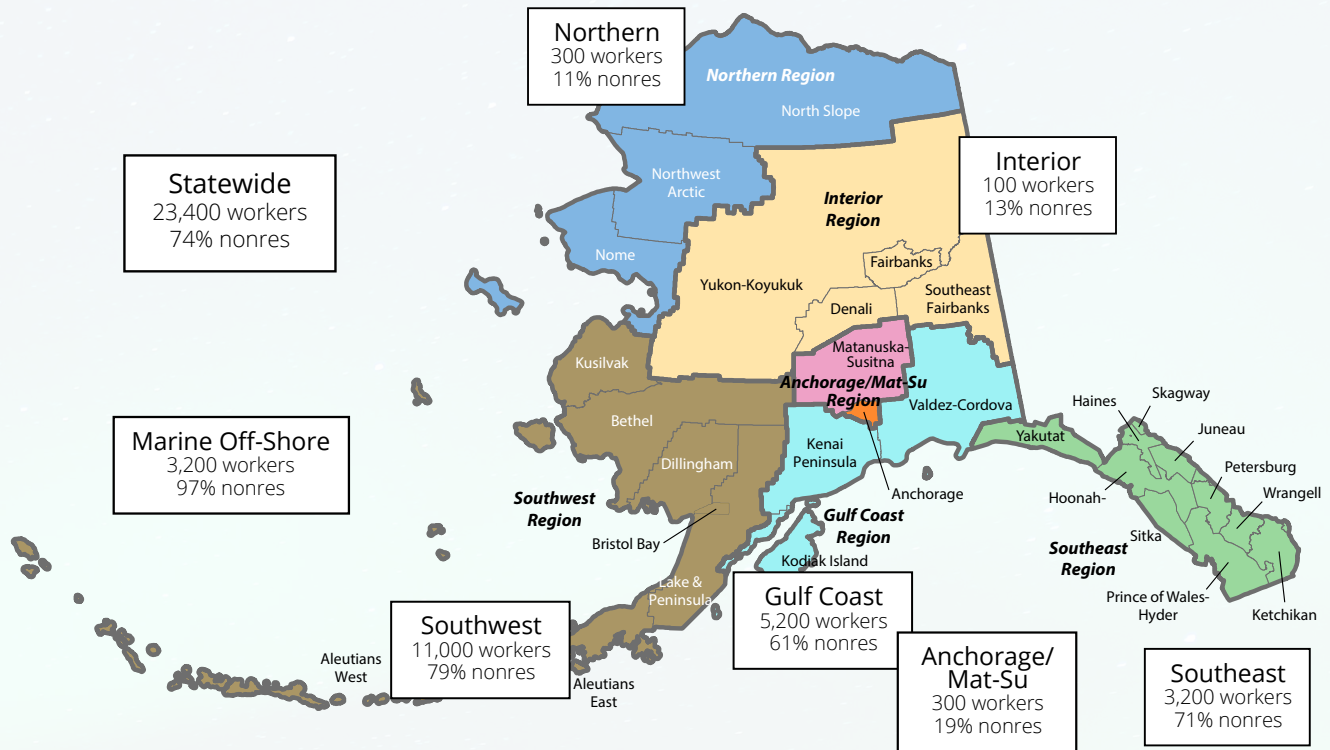 Northern
300 workers
11% nonres
Northern Region
North Slope
Statewide
23,400 workers
74% nonres
Northwest
Arctic
Interior
100 workers
13% nonres
Interior
Region
Nome
Fairbanks
Yukon-Koyukuk
Southeast
Fairbanks
Denali
Kusilvak
Matanuska-
Susitna
Anchorage/Mat-Su
Region
Valdez-Cordova
Bethel
Marine Off-Shore
3,200 workers
97% nonres
Kenai
Peninsula
Dillingham
Anchorage
Southwest
Region
Bristol Bay
Gulf Coast
Region
Kodiak Island
Lake &
Peninsula
Yakutat
Haines
Skagway
Juneau
Petersburg
Wrangell
Hoonah-
Sitka
Southeast
Region
Prince of Wales-
Hyder
Ketchikan
Southwest
11,000 workers
79% nonres
Aleutians
West
Aleutians
East
Gulf Coast
5,200 workers
61% nonres
Anchorage/
Mat-Su
300 workers
19% nonres
Southeast
3,200 workers
71% nonres